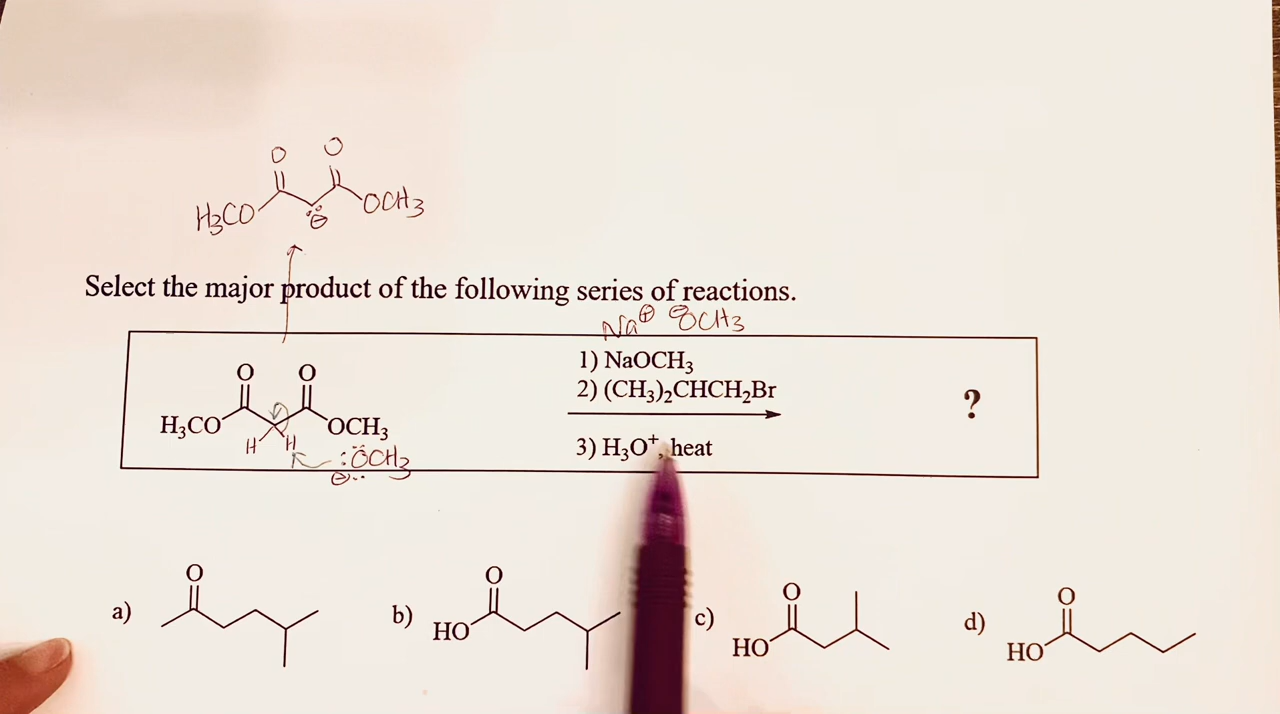 O O
H₃CO OCH₃
⊖
Select the major product of the following series of reactions.
Na⊕ ⊖OCH₃
1) NaOCH₃
2) (CH₃)₂CHCH₂Br
3) H₃O⁺, heat
?
O O
H₃CO OCH₃
H H
:ÖCH₃
⊖
a) O
b) O
HO
c) O
HO
d) O
HO